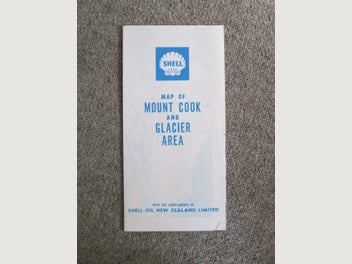 SHELL
MAP OF
MOUNT COOK
AND
GLACIER
AREA
WITH THE COMPLIMENTS OF
SHELL OIL NEW ZEALAND LIMITED